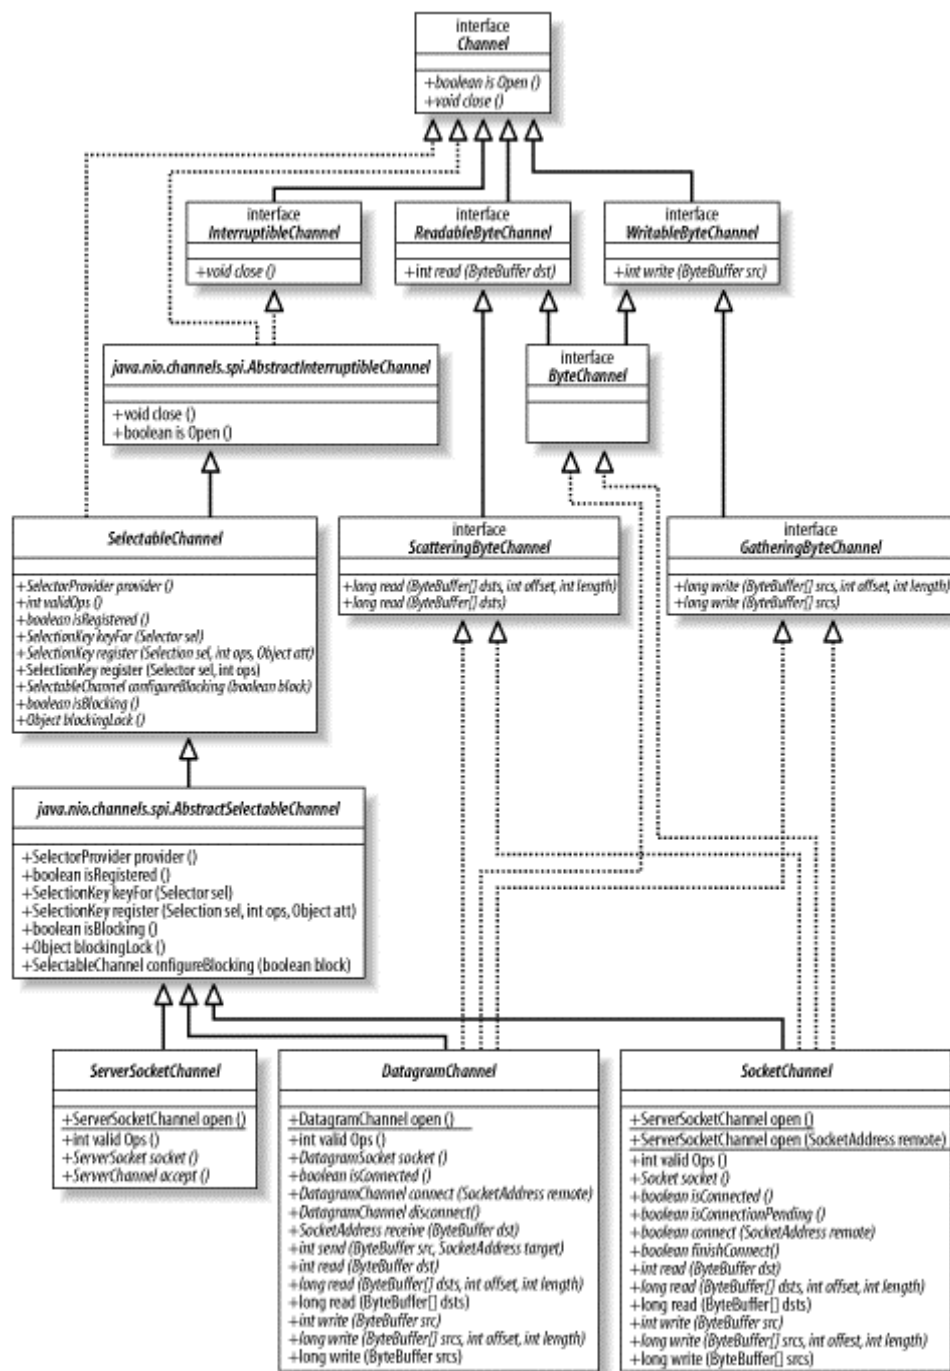 interface
Channel
+boolean is Open ()
+void close ()
interface
InterruptibleChannel
+void close ()
interface
ReadableByteChannel
+int read (ByteBuffer dst)
interface
WritableByteChannel
+int write (ByteBuffer src)
java.nio.channels.spi.AbstractInterruptibleChannel
+void close ()
+boolean is Open ()
interface
ByteChannel
SelectableChannel
+SelectorProvider provider ()
+int validOps ()
+boolean isRegistered ()
+SelectionKey keyFor (Selector sel)
+SelectionKey register (Selection sel, int ops, Object att)
+SelectionKey register (Selector sel, int ops)
+SelectableChannel configureBlocking (boolean block)
+boolean isBlocking ()
+Object blockingLock ()
interface
ScatteringByteChannel
+long read (ByteBuffer[] dsts, int offset, int length)
+long read (ByteBuffer[] dsts)
interface
GatheringByteChannel
+long write (ByteBuffer[] srcs, int offset, int length)
+long write (ByteBuffer[] srcs)
java.nio.channels.spi.AbstractSelectableChannel
+SelectorProvider provider ()
+boolean isRegistered ()
+SelectionKey keyFor (Selector sel)
+SelectionKey register (Selection sel, int ops, Object att)
+boolean isBlocking ()
+Object blockingLock ()
+SelectableChannel configureBlocking (boolean block)
ServerSocketChannel
+ServerSocketChannel open ()
+int valid Ops ()
+ServerSocket socket ()
+ServerChannel accept ()
DatagramChannel
+DatagramChannel open ()
+int valid Ops ()
+DatagramSocket socket ()
+boolean isConnected ()
+DatagramChannel connect (SocketAddress remote)
+DatagramChannel disconnect()
+SocketAddress receive (ByteBuffer dst)
+int send (ByteBuffer src, SocketAddress target)
+int read (ByteBuffer dst)
+long read (ByteBuffer[] dsts, int offset, int length)
+long read (ByteBuffer[] dsts)
+int write (ByteBuffer src)
+long write (ByteBuffer[] srcs, int offset, int length)
+long write (ByteBuffer srcs)
SocketChannel
+ServerSocketChannel open ()
+ServerSocketChannel open (SocketAddress remote)
+int valid Ops ()
+Socket socket ()
+boolean isConnected ()
+boolean isConnectionPending ()
+boolean connect (SocketAddress remote)
+boolean finishConnect()
+int read (ByteBuffer dst)
+long read (ByteBuffer[] dsts, int offset, int length)
+long read (ByteBuffer[] dsts)
+int write (ByteBuffer src)
+long write (ByteBuffer[] srcs, int offest, int length)
+long write (ByteBuffer[] srcs)